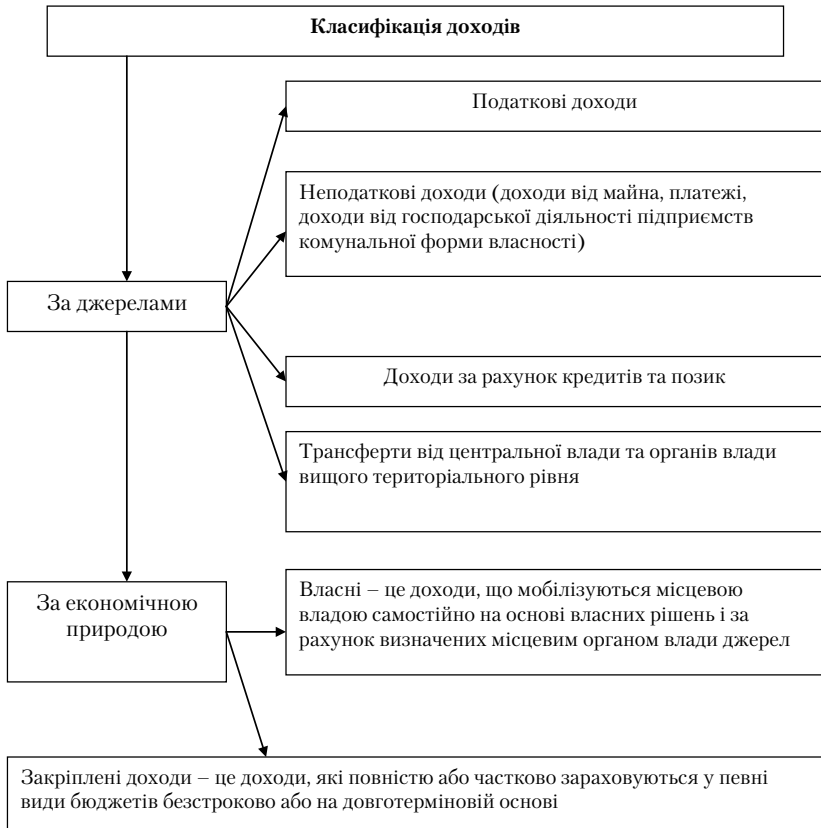 Класифікація доходів
Податкові доходи
Неподаткові доходи (доходи від майна, платежі,
доходи від господарської діяльності підприємств
комунальної форми власності)
За джерелами
Доходи за рахунок кредитів та позик
Трансферти від центральної влади та органів влади
вищого територіального рівня
За економічною
природою
Власні – це доходи, що мобілізуються місцевою
владою самостійно на основі власних рішень і за
рахунок визначених місцевим органом влади джерел
Закріплені доходи – це доходи, які повністю або частково зараховуються у певні
види бюджетів безстроково або на довготерміновій основі